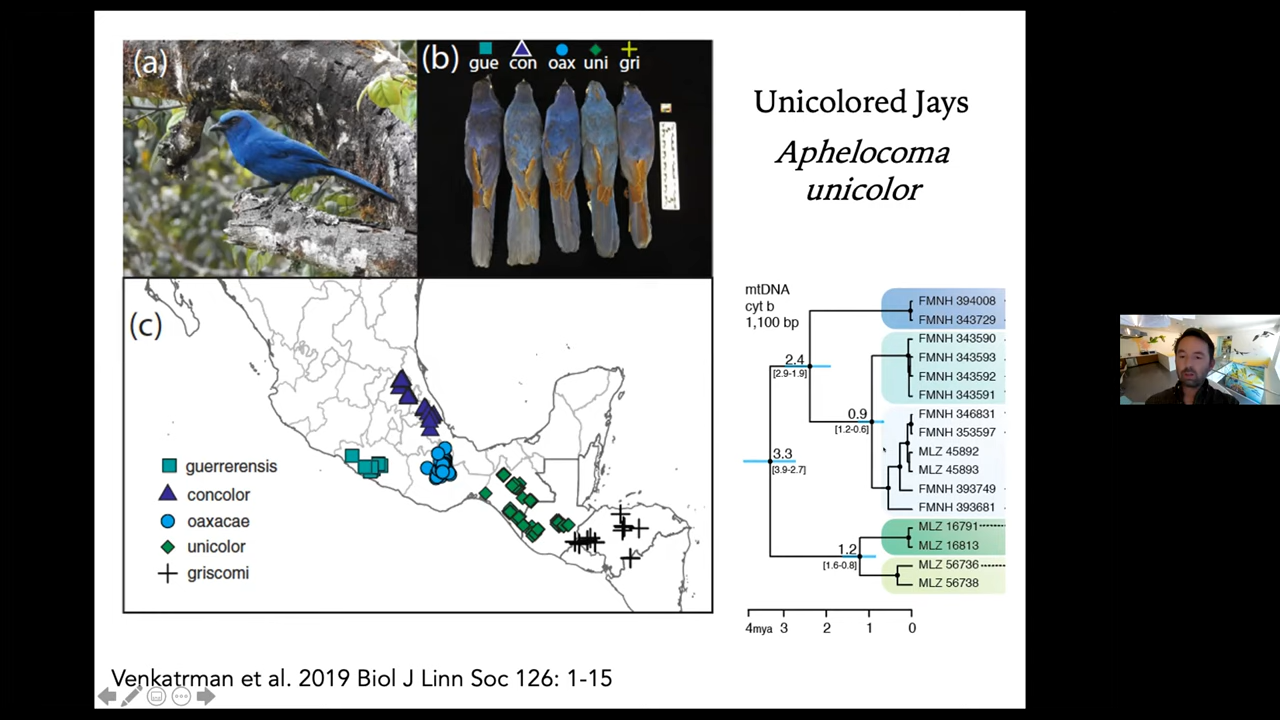 (a)
(b)
gue con oax uni gri
Unicolored Jays
Aphelocoma
unicolor
(c)
guerrerensis
concolor
oaxacae
unicolor
griscomi
mtDNA
cyt b
1,100 bp
FMNH 394008
FMNH 343729
FMNH 343590
FMNH 343593
FMNH 343592
FMNH 343591
FMNH 346831
FMNH 353597
MLZ 45892
MLZ 45893
FMNH 393749
FMNH 393681
MLZ 16791
MLZ 16813
MLZ 56736
MLZ 56738
2.4
[2.9-1.9]
0.9
[1.2-0.6]
3.3
[3.9-2.7]
1.2
[1.6-0.8]
4mya 3 2 1 0
Venkatrman et al. 2019 Biol J Linn Soc 126: 1-15